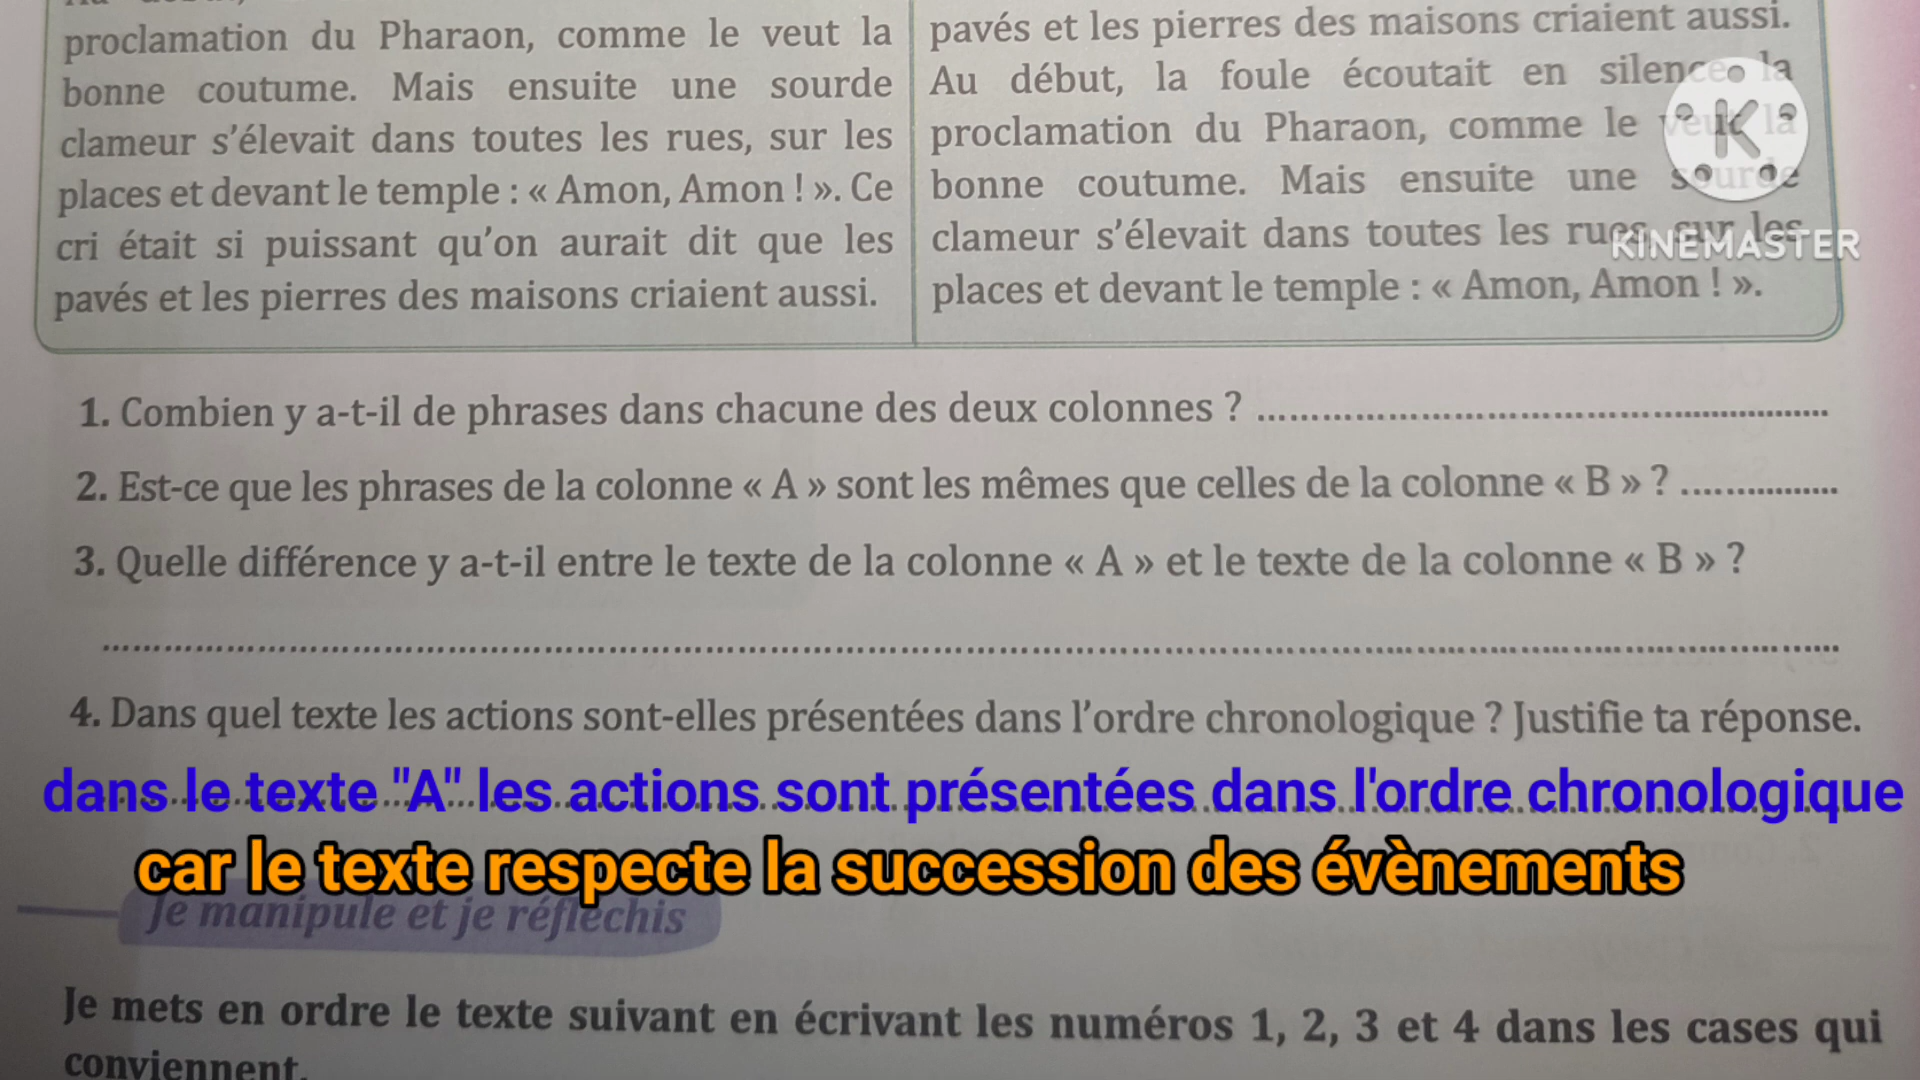 proclamation du Pharaon, comme le veut la
bonne coutume. Mais ensuite une sourde
clameur s'élevait dans toutes les rues, sur les
places et devant le temple : « Amon, Amon ! ». Ce
cri était si puissant qu'on aurait dit que les
pavés et les pierres des maisons criaient aussi.
pavés et les pierres des maisons criaient aussi.
Au début, la foule écoutait en silence la
proclamation du Pharaon, comme le veut la
bonne coutume. Mais ensuite une sourde
clameur s'élevait dans toutes les rues, sur les
places et devant le temple : « Amon, Amon ! ».
K
KINEMASTER
1. Combien y a-t-il de phrases dans chacune des deux colonnes ? ........................
2. Est-ce que les phrases de la colonne « A » sont les mêmes que celles de la colonne « B » ? ................
3. Quelle différence y a-t-il entre le texte de la colonne « A » et le texte de la colonne « B » ?
4. Dans quel texte les actions sont-elles présentées dans l'ordre chronologique ? Justifie ta réponse.
dans le texte "A" les actions sont présentées dans l'ordre chronologique
car le texte respecte la succession des évènements
Je manipule et je réfléchis
Je mets en ordre le texte suivant en écrivant les numéros 1, 2, 3 et 4 dans les cases qui
conviennent.